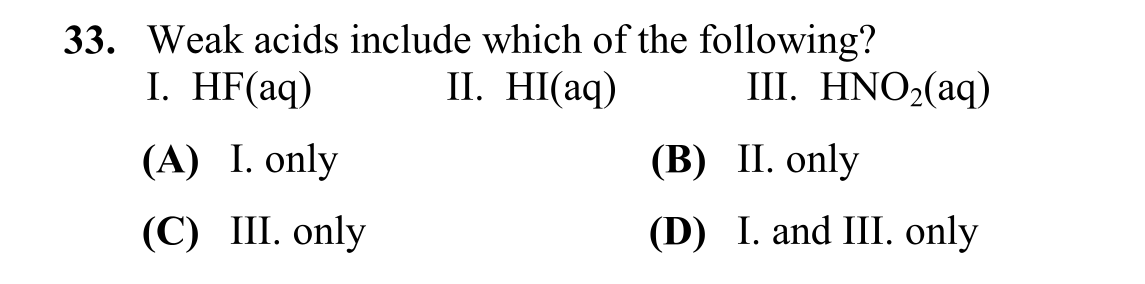 33. Weak acids include which of the following?
I. HF(aq) II. HI(aq) III. HNO₂(aq)
(A) I. only (B) II. only
(C) III. only (D) I. and III. only